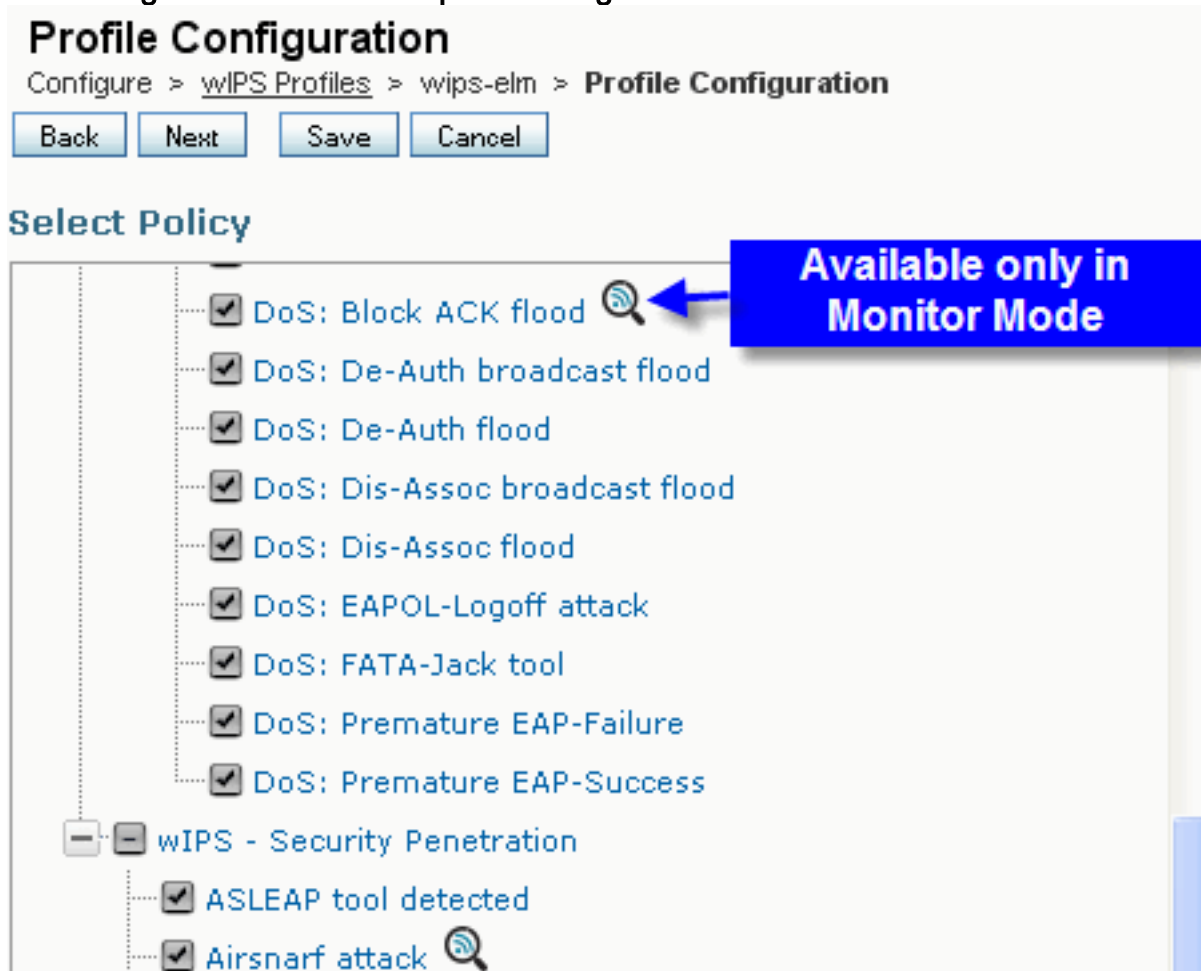 Profile Configuration
Configure > wIPS Profiles > wips-elm > Profile Configuration
Back Next Save Cancel
Select Policy
Available only in
Monitor Mode
DoS: Block ACK flood
DoS: De-Auth broadcast flood
DoS: De-Auth flood
DoS: Dis-Assoc broadcast flood
DoS: Dis-Assoc flood
DoS: EAPOL-Logoff attack
DoS: FATA-Jack tool
DoS: Premature EAP-Failure
DoS: Premature EAP-Success
wIPS - Security Penetration
ASLEAP tool detected
Airsnarf attack